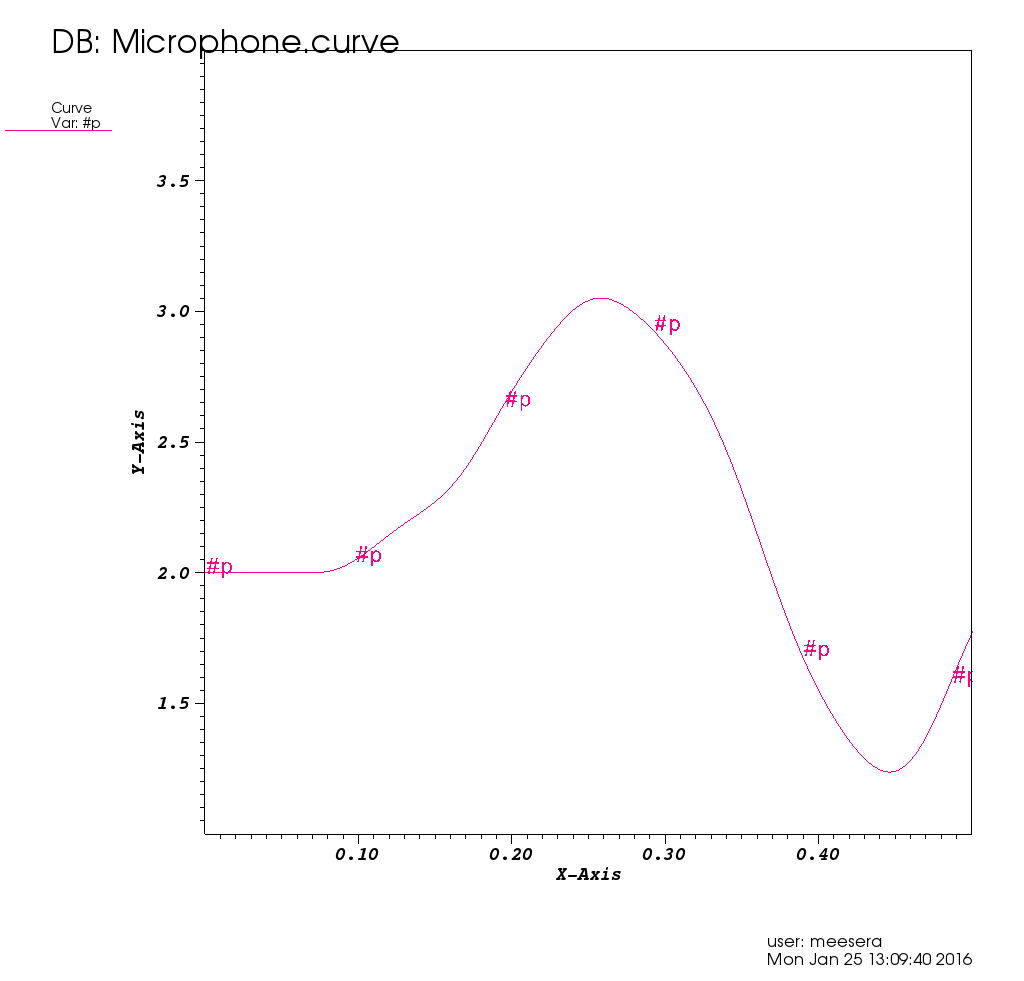 DB: Microphone.curve
Curve
Var: #p
3.5
3.0
#p
#p
2.5
Y-Axis
2.0
#p
#p
#p
#p
1.5
0.10 0.20 0.30 0.40
X-Axis
user: meesera
Mon Jan 25 13:09:40 2016